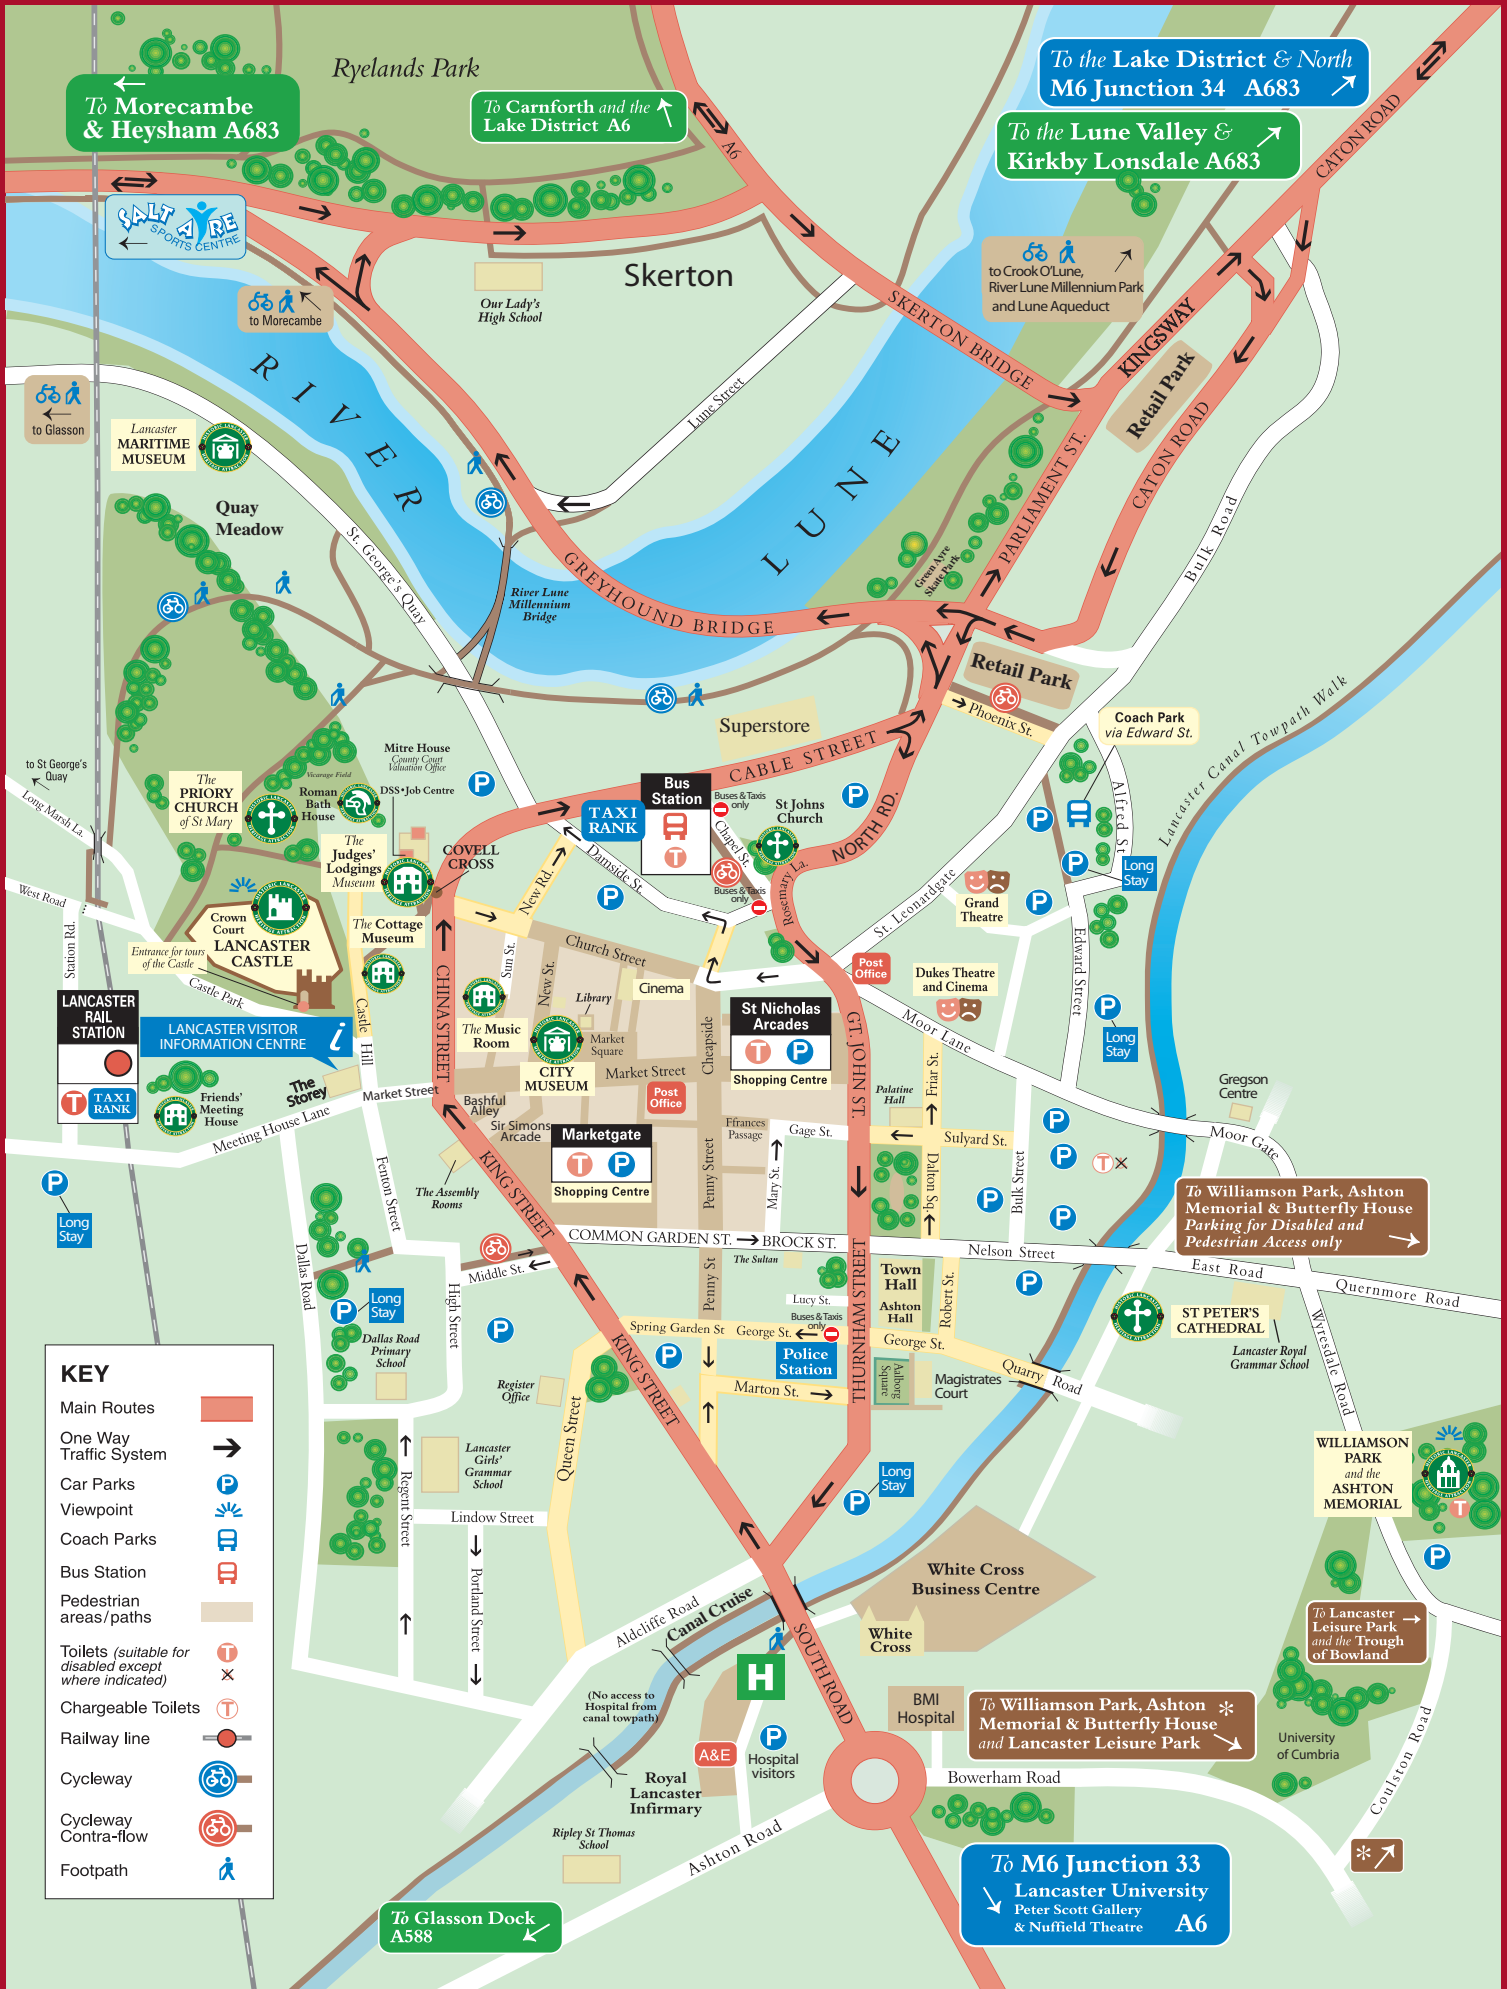 Ryelands Park
To Morecambe
& Heysham A683
To Carnforth and the
Lake District A6
To the Lake District & North
M6 Junction 34 A683
To the Lune Valley &
Kirkby Lonsdale A683
CATON ROAD
A6
SALT AYRE
SPORTS CENTRE
to Morecambe
Our Lady's
High School
Skerton
to Crook O'Lune,
River Lune Millennium Park
and Lune Aqueduct
SKERTON BRIDGE
KINGSWAY
Retail Park
CATON ROAD
PARLIAMENT ST.
Bulk Road
RIVER
LUNE
Lune Street
to Glasson
Lancaster
MARITIME
MUSEUM
Quay
Meadow
St. George's Quay
GREYHOUND BRIDGE
River Lune
Millennium
Bridge
Green Ayre
Skate Park
Retail Park
Phoenix St.
Coach Park
via Edward St.
Lancaster Canal Towpath Walk
Superstore
CABLE STREET
Mitre House
County Court
Valuation Office
DSS•Job Centre
to St George's
Quay
Long Marsh La.
The
PRIORY
CHURCH
of St Mary
Vicarage Field
Roman
Bath
House
The
Judges'
Lodgings
Museum
COVELL
CROSS
TAXI
RANK
Bus
Station
T
Buses & Taxis
only
Chapel St.
Buses & Taxis
only
St Johns
Church
NORTH RD.
Rosemary La.
Damside St.
New Rd.
Alfred St.
Long
Stay
St. Leonardgate
Grand
Theatre
West Road
Station Rd.
Crown
Court
LANCASTER
CASTLE
Entrance for tours
of the Castle
Castle Park
The Cottage
Museum
CHINA STREET
Castle Hill
Sun St.
New St.
Church Street
Library
Cinema
The Music
Room
CITY
MUSEUM
Market
Square
Market Street
Cheapside
St Nicholas
Arcades
T P
Shopping Centre
Post
Office
Dukes Theatre
and Cinema
Edward Street
Long
Stay
Moor Lane
GT. JOHN ST.
LANCASTER
RAIL
STATION
T TAXI
RANK
LANCASTER VISITOR
INFORMATION CENTRE i
Friends'
Meeting
House
The
Storey
Meeting House Lane
Market Street
Bashful
Alley
Sir Simons
Arcade
Post
Office
Marketgate
T P
Shopping Centre
Ffrances
Passage
Gage St.
Mary St.
Penny Street
Palatine
Hall
Friar St.
Sulyard St.
Dalton Sq.
Bulk Street
Gregson
Centre
Moor Gate
T
To Williamson Park, Ashton
Memorial & Butterfly House
Parking for Disabled and
Pedestrian Access only
Long
Stay
Fenton Street
The Assembly
Rooms
KING STREET
COMMON GARDEN ST.
BROCK ST.
The Sultan
Nelson Street
East Road
Quernmore Road
Dallas Road
Middle St.
High Street
Long
Stay
Dallas Road
Primary
School
Penny St
Lucy St.
Buses & Taxis
only
Spring Garden St
George St.
Police
Station
THURNHAM STREET
Town
Hall
Ashton
Hall
Robert St.
George St.
Aalborg
Square
Magistrates
Court
Quarry Road
ST PETER'S
CATHEDRAL
Lancaster Royal
Grammar School
Wyresdale Road
KING STREET
Marton St.
Register
Office
Queen Street
Lancaster
Girls'
Grammar
School
Regent Street
Lindow Street
Portland Street
Long
Stay
WILLIAMSON
PARK
and the
ASHTON
MEMORIAL
T
KEY
Main Routes
One Way
Traffic System
Car Parks
Viewpoint
Coach Parks
Bus Station
Pedestrian
areas/paths
Toilets (suitable for
disabled except
where indicated)
Chargeable Toilets
Railway line
Cycleway
Cycleway
Contra-flow
Footpath
White Cross
Business Centre
White
Cross
Aldcliffe Road
Canal Cruise
SOUTH ROAD
H
(No access to
Hospital from
canal towpath)
A&E
Hospital
visitors
Royal
Lancaster
Infirmary
BMI
Hospital
To Williamson Park, Ashton *
Memorial & Butterfly House
and Lancaster Leisure Park
To Lancaster
Leisure Park
and the Trough
of Bowland
University
of Cumbria
Coulston Road
Bowerham Road
Ripley St Thomas
School
Ashton Road
To Glasson Dock
A588
To M6 Junction 33
Lancaster University
Peter Scott Gallery
& Nuffield Theatre A6
*